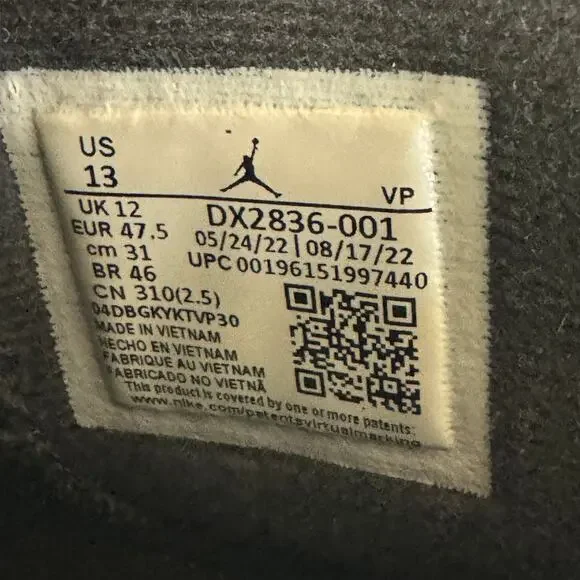 US
13
VP
UK 12
DX2836-001
EUR 47.5
05/24/22 | 08/17/22
cm 31
UPC 00196151997440
BR 46
CN 310(2.5)
04DBGKYKTVP30
MADE IN VIETNAM
HECHO EN VIETNAM
FABRIQUE AU VIETNAM
FABRICADO NO VIETNÃ
This product is covered by one or more patents:
www.nike.com/patentsvirtualmarking